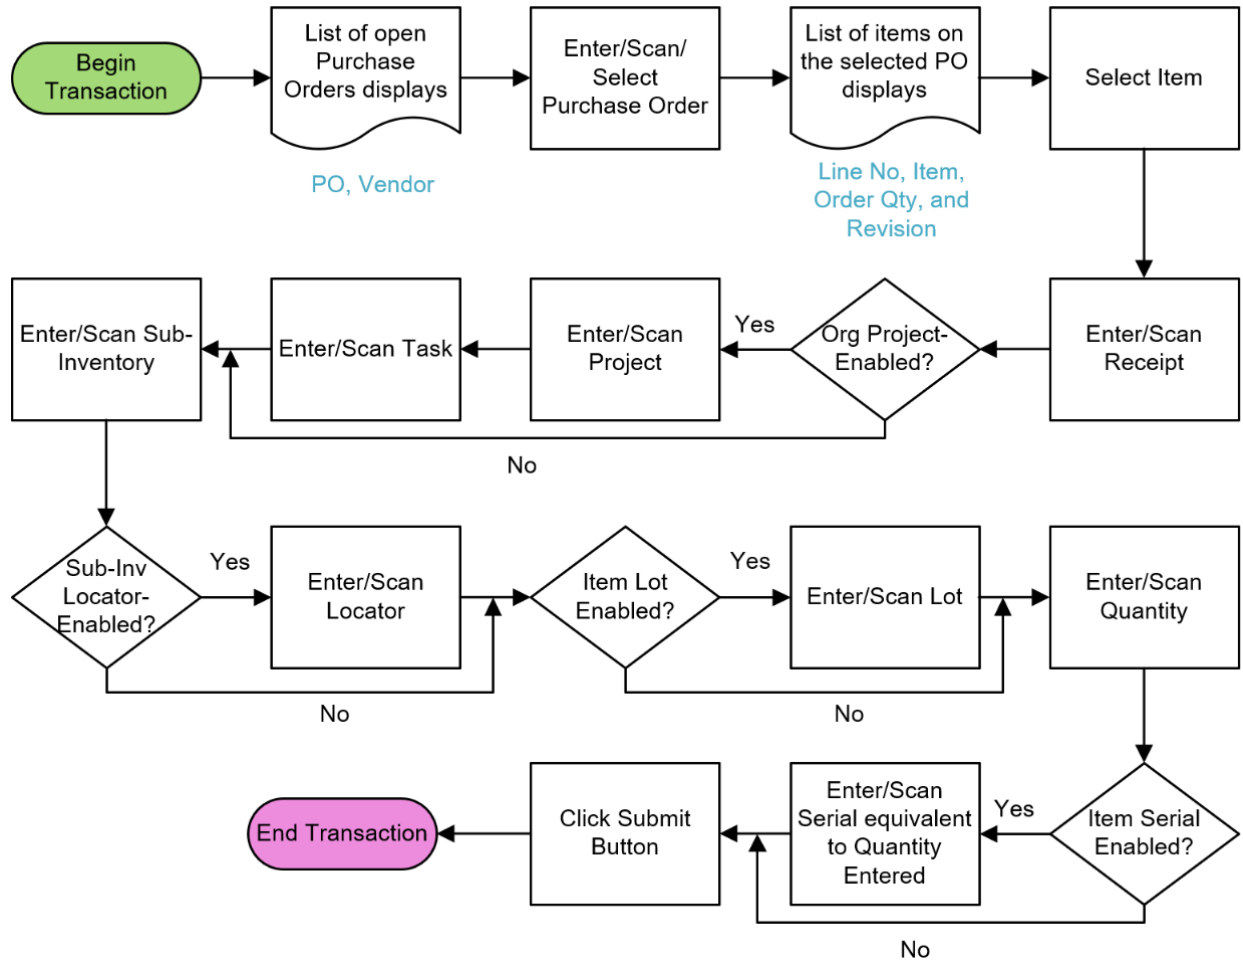 Begin
Transaction
List of open
Purchase
Orders displays
PO, Vendor
Enter/Scan/
Select
Purchase Order
List of items on
the selected PO
displays
Line No, Item,
Order Qty, and
Revision
Select Item
Enter/Scan
Receipt
Org Project-
Enabled?
Yes
No
Enter/Scan
Project
Enter/Scan Task
Enter/Scan Sub-
Inventory
Sub-Inv
Locator-
Enabled?
Yes
No
Enter/Scan
Locator
Item Lot
Enabled?
Yes
No
Enter/Scan Lot
Enter/Scan
Quantity
Item Serial
Enabled?
Yes
No
Enter/Scan
Serial equivalent
to Quantity
Entered
Click Submit
Button
End Transaction